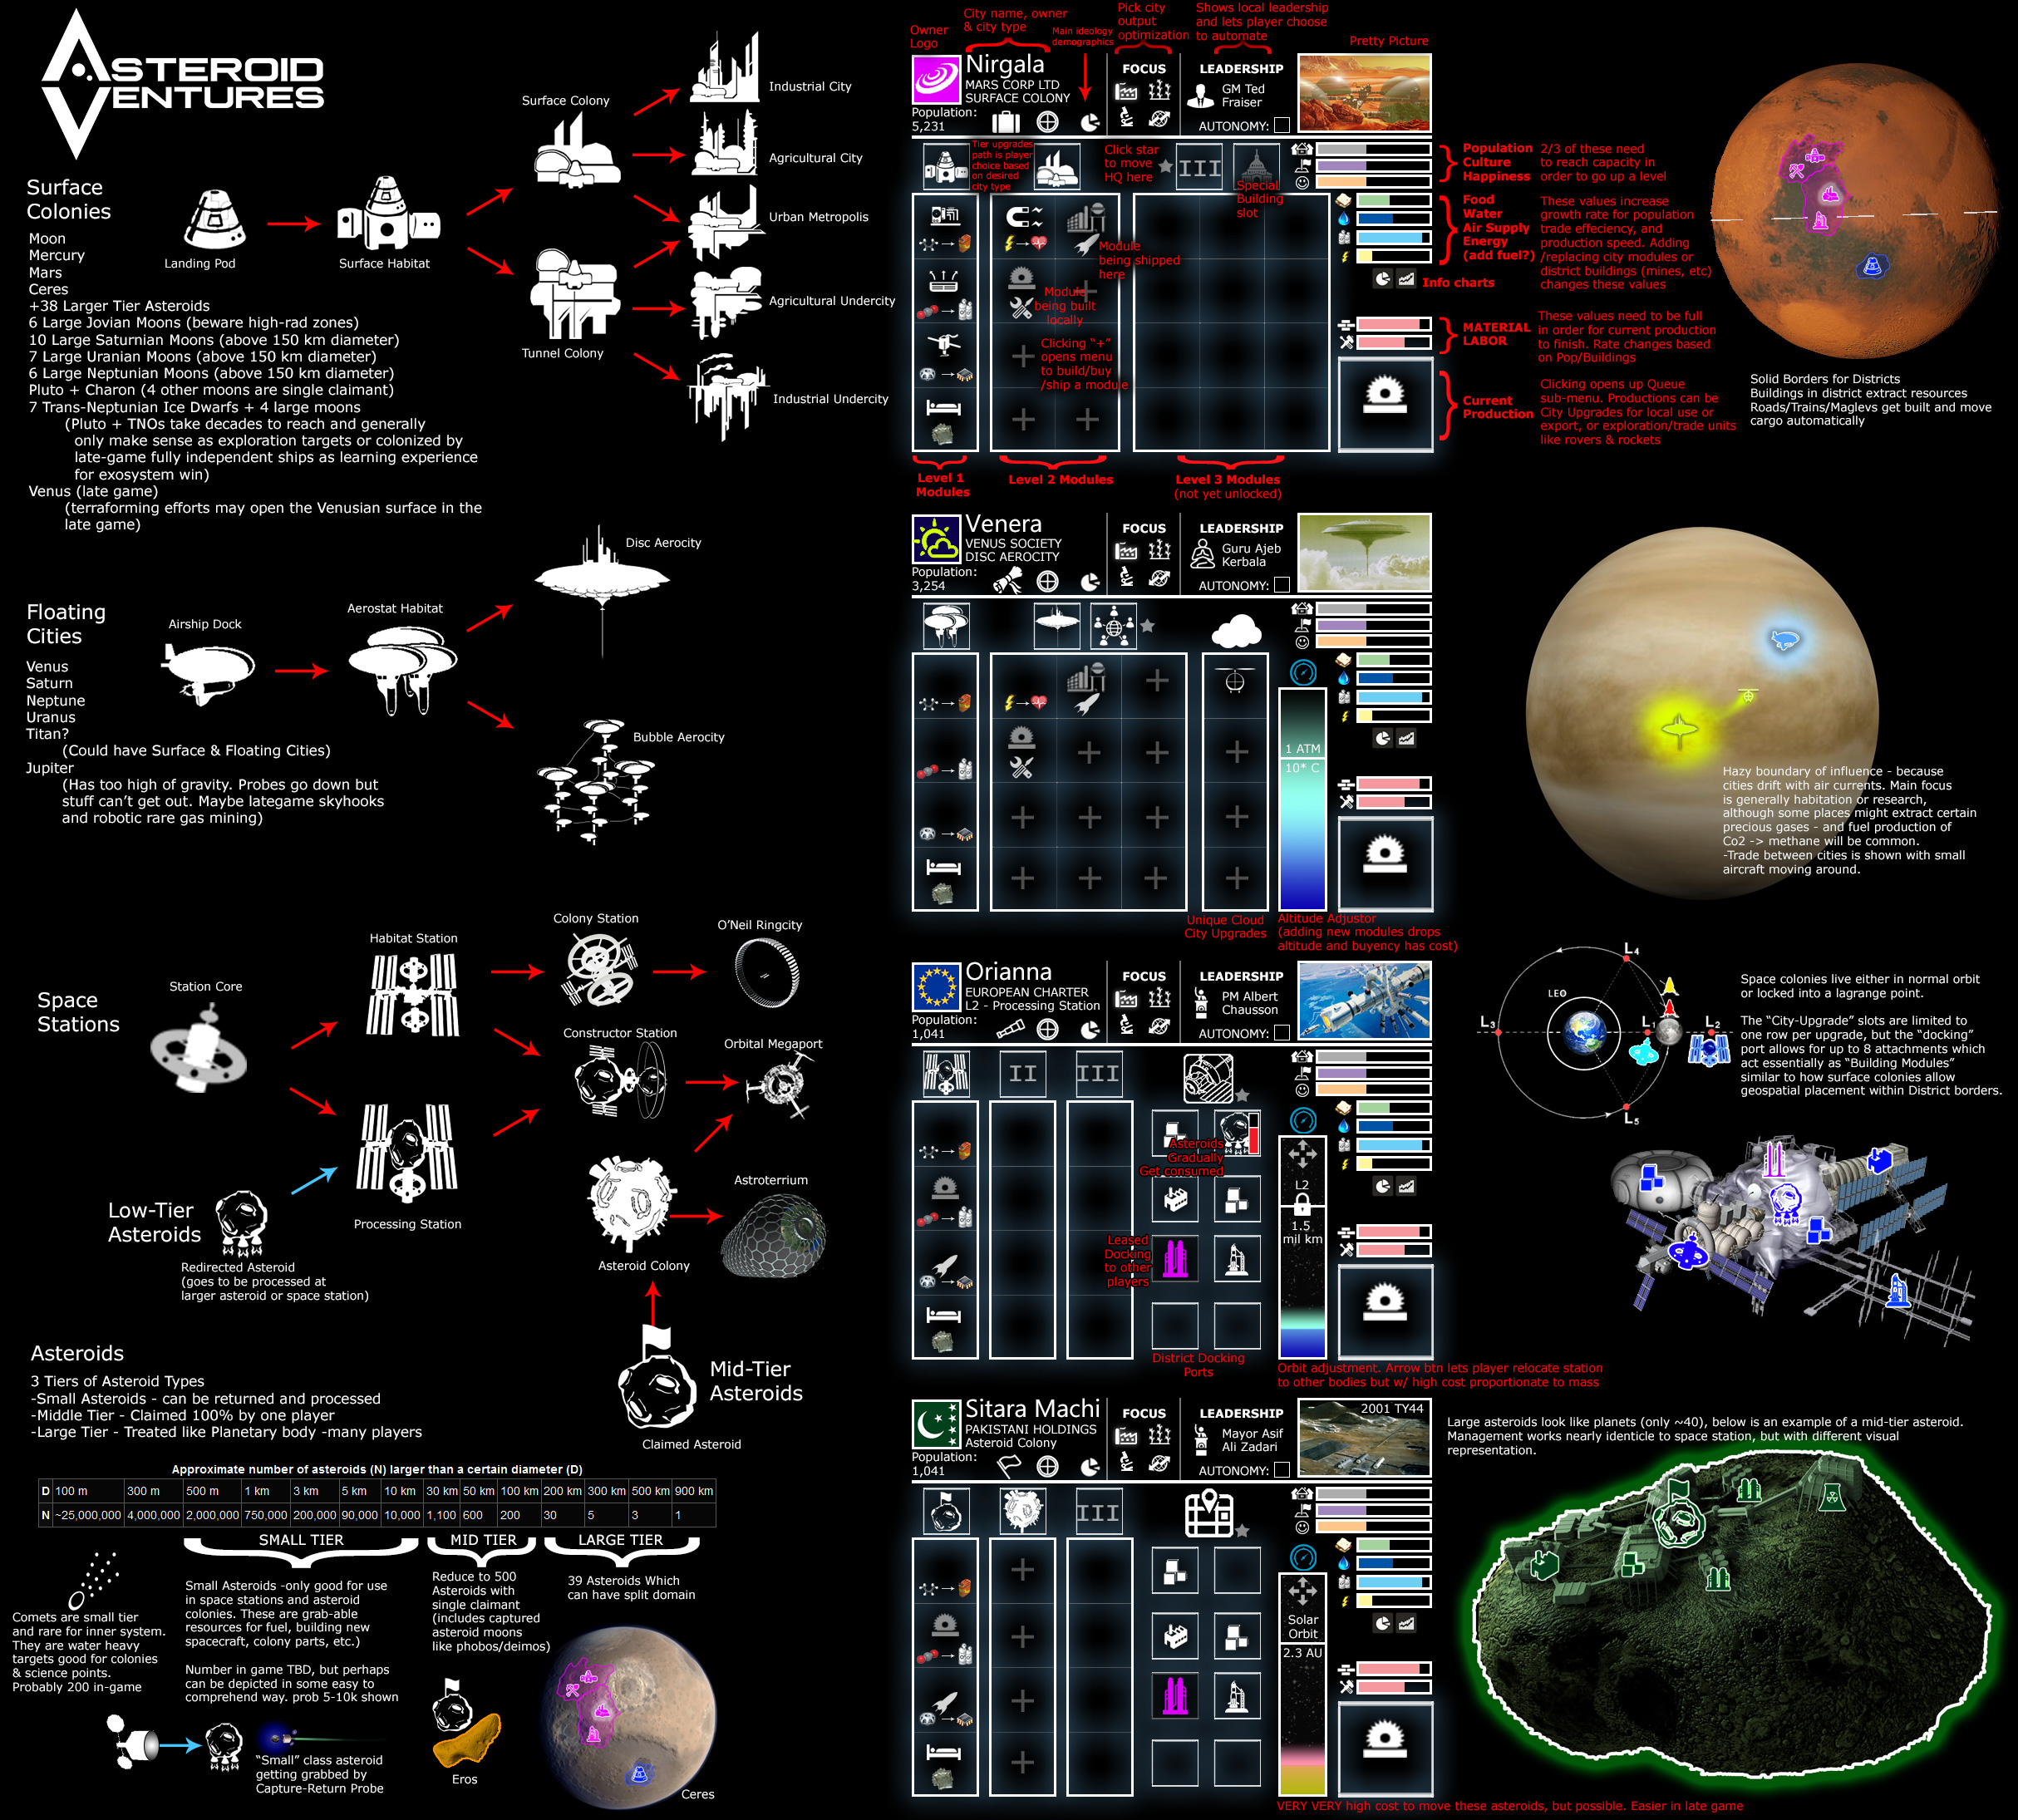 ASTEROID
VENTURES
Surface
Colonies
Moon
Mercury
Mars
Ceres
+38 Larger Tier Asteroids
6 Large Jovian Moons (beware high-rad zones)
10 Large Saturnian Moons (above 150 km diameter)
7 Large Uranian Moons (above 150 km diameter)
6 Large Neptunian Moons (above 150 km diameter)
Pluto + Charon (4 other moons are single claimant)
7 Trans-Neptunian Ice Dwarfs + 4 large moons
(Pluto + TNOs take decades to reach and generally
only make sense as exploration targets or colonized by
late-game fully independent ships as learning experience
for exosystem win)
Venus (late game)
(terraforming efforts may open the Venusian surface in the
late game)
Landing Pod
Surface Habitat
Surface Colony
Tunnel Colony
Industrial City
Agricultural City
Urban Metropolis
Agricultural Undercity
Industrial Undercity
Floating
Cities
Venus
Saturn
Neptune
Uranus
Titan?
(Could have Surface & Floating Cities)
Jupiter
(Has too high of gravity. Probes go down but
stuff can't get out. Maybe lategame skyhooks
and robotic rare gas mining)
Airship Dock
Aerostat Habitat
Disc Aerocity
Bubble Aerocity
Space
Stations
Station Core
Habitat Station
Processing Station
Colony Station
Constructor Station
O'Neil Ringcity
Orbital Megaport
Asteroid Colony
Astroterrium
Low-Tier
Asteroids
Redirected Asteroid
(goes to be processed at
larger asteroid or space station)
Mid-Tier
Asteroids
Claimed Asteroid
Asteroids
3 Tiers of Asteroid Types
-Small Asteroids - can be returned and processed
-Middle Tier - Claimed 100% by one player
-Large Tier - Treated like Planetary body -many players
Approximate number of asteroids (N) larger than a certain diameter (D)
D 100 m 300 m 500 m 1 km 3 km 5 km 10 km 30 km 50 km 100 km 200 km 300 km 500 km 900 km
N ~25,000,000 4,000,000 2,000,000 750,000 200,000 90,000 10,000 1,100 600 200 30 5 3 1
SMALL TIER
MID TIER
LARGE TIER
Comets are small tier
and rare for inner system.
They are water heavy
targets good for colonies
& science points.
Probably 200 in-game
Small Asteroids -only good for use
in space stations and asteroid
colonies. These are grab-able
resources for fuel, building new
spacecraft, colony parts, etc.)
Number in game TBD, but perhaps
can be depicted in some easy to
comprehend way. prob 5-10k shown
"Small" class asteroid
getting grabbed by
Capture-Return Probe
Reduce to 500
Asteroids with
single claimant
(includes captured
asteroid moons
like phobos/deimos)
Eros
39 Asteroids Which
can have split domain
Ceres
Owner
Logo
City name, owner
& city type
Main ideology
demographics
Pick city
output
optimization
Shows local leadership
and lets player choose
to automate
Pretty Picture
Nirgala
MARS CORP LTD
SURFACE COLONY
Population:
5,231
FOCUS
LEADERSHIP
GM Ted
Fraiser
AUTONOMY:
Tier upgrades
path is player
choice based
on desired
city type
Click star
to move
HQ here
III
Special
Building
slot
Module
being shipped
here
Module
being built
locally
Clicking "+"
opens menu
to build/buy
/ship a module
Level 1
Modules
Level 2 Modules
Level 3 Modules
(not yet unlocked)
Population
Culture
Happiness
2/3 of these need
to reach capacity in
order to go up a level
Food
Water
Air Supply
Energy
(add fuel?)
These values increase
growth rate for population
trade effeciency, and
production speed. Adding
/replacing city modules or
district buildings (mines, etc)
changes these values
Info charts
MATERIAL
LABOR
These values need to be full
in order for current production
to finish. Rate changes based
on Pop/Buildings
Current
Production
Clicking opens up Queue
sub-menu. Productions can be
City Upgrades for local use or
export, or exploration/trade units
like rovers & rockets
Solid Borders for Districts
Buildings in district extract resources
Roads/Trains/Maglevs get built and move
cargo automatically
Venera
VENUS SOCIETY
DISC AEROCITY
Population:
3,254
FOCUS
LEADERSHIP
Guru Ajeb
Kerbala
AUTONOMY:
1 ATM
10* C
Unique Cloud
City Upgrades
Altitude Adjustor
(adding new modules drops
altitude and buyency has cost)
Hazy boundary of influence - because
cities drift with air currents. Main focus
is generally habitation or research,
although some places might extract certain
precious gases - and fuel production of
Co2 -> methane will be common.
-Trade between cities is shown with small
aircraft moving around.
Orianna
EUROPEAN CHARTER
L2 - Processing Station
Population:
1,041
FOCUS
LEADERSHIP
PM Albert
Chausson
AUTONOMY:
II
III
Asteroids
Gradually
Get consumed
Leased
Docking
to other
players
L2
1.5
mil km
District Docking
Ports
Orbit adjustment. Arrow btn lets player relocate station
to other bodies but w/ high cost proportionate to mass
L4
LEO
L3
L1
L2
L5
Space colonies live either in normal orbit
or locked into a lagrange point.
The "City-Upgrade" slots are limited to
one row per upgrade, but the "docking"
port allows for up to 8 attachments which
act essentially as "Building Modules"
similar to how surface colonies allow
geospatial placement within District borders.
Sitara Machi
PAKISTANI HOLDINGS
Asteroid Colony
Population:
1,041
FOCUS
LEADERSHIP
Mayor Asif
Ali Zadari
AUTONOMY:
2001 TY44
III
Solar
Orbit
2.3 AU
VERY VERY high cost to move these asteroids, but possible. Easier in late game
Large asteroids look like planets (only ~40), below is an example of a mid-tier asteroid.
Management works nearly identicle to space station, but with different visual
representation.